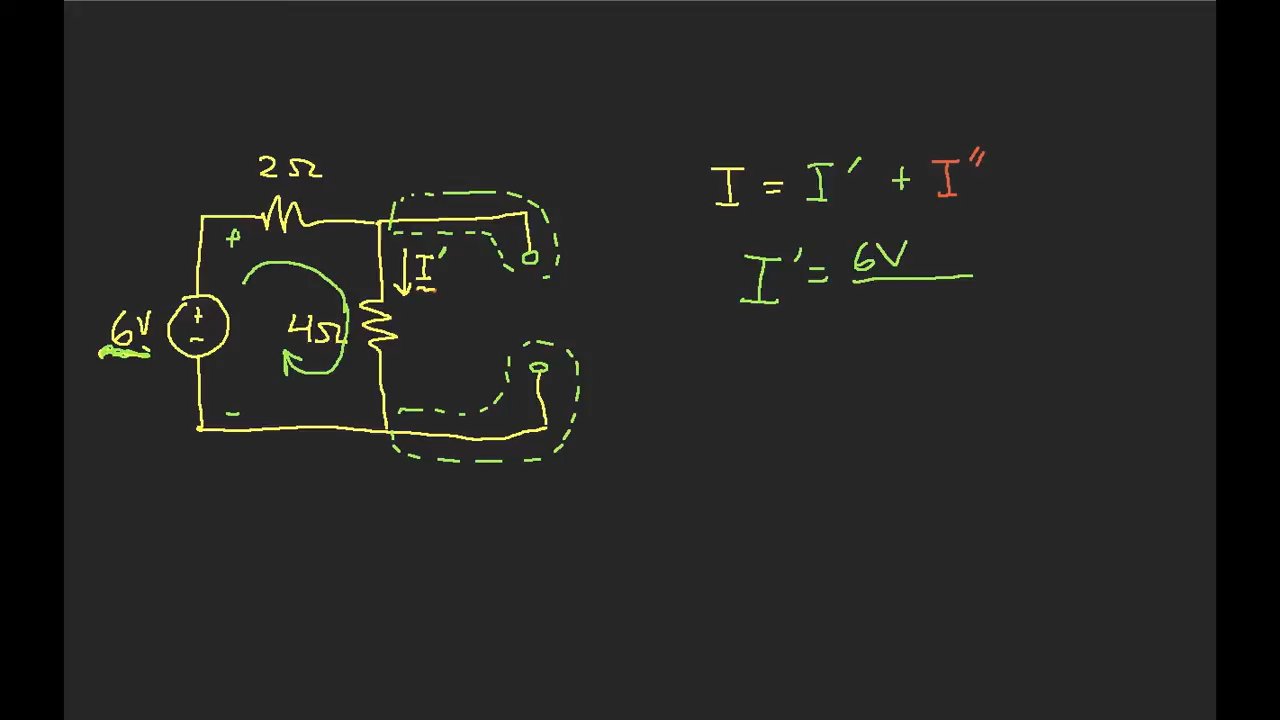 2Ω
+
I'
6V
+
-
4Ω
-
I = I' + I"
I' = 6V